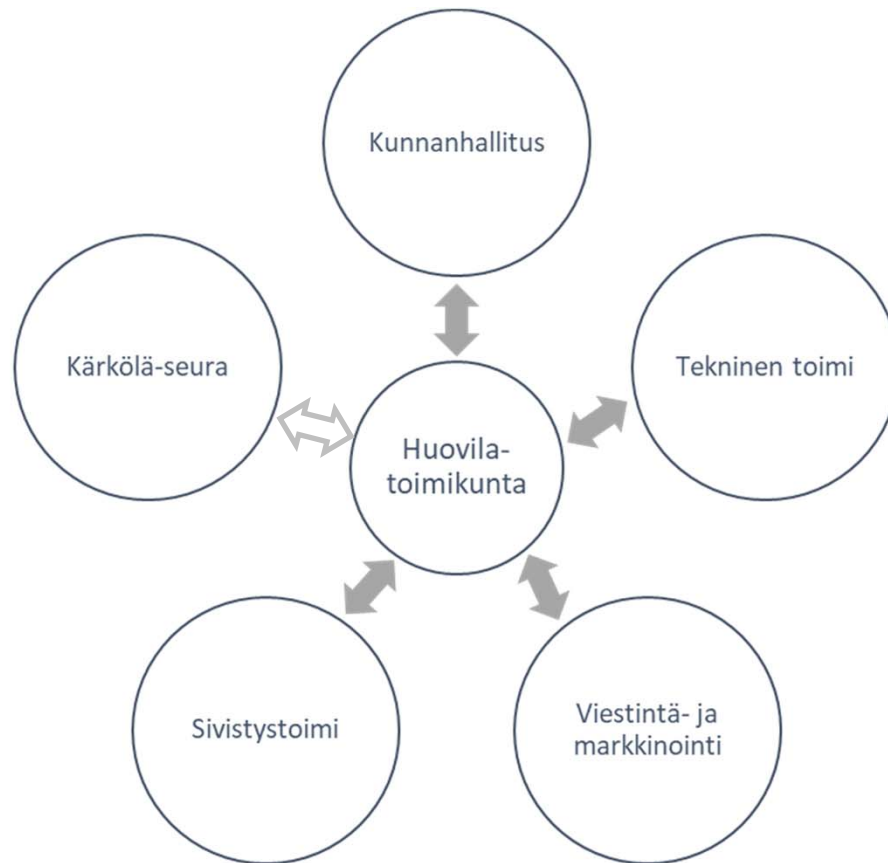 Kunnanhallitus
Kärkölä-seura
Tekninen toimi
Huovila-
toimikunta
Sivistystoimi
Viestintä- ja
markkinointi